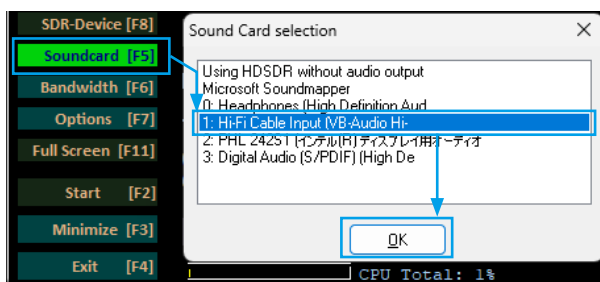 SDR-Device [F8]
Soundcard [F5]
Bandwidth [F6]
Options [F7]
Full Screen [F11]
Start [F2]
Minimize [F3]
Exit [F4]
Sound Card selection
Using HDSDR without audio output
Microsoft Soundmapper
0: Headphones (High Definition Aud
1: Hi-Fi Cable Input (VB-Audio Hi-
2: PHL 242S1 (インテル(R) ディスプレイ用オーディオ
3: Digital Audio (S/PDIF) (High De
OK
CPU Total: 1%